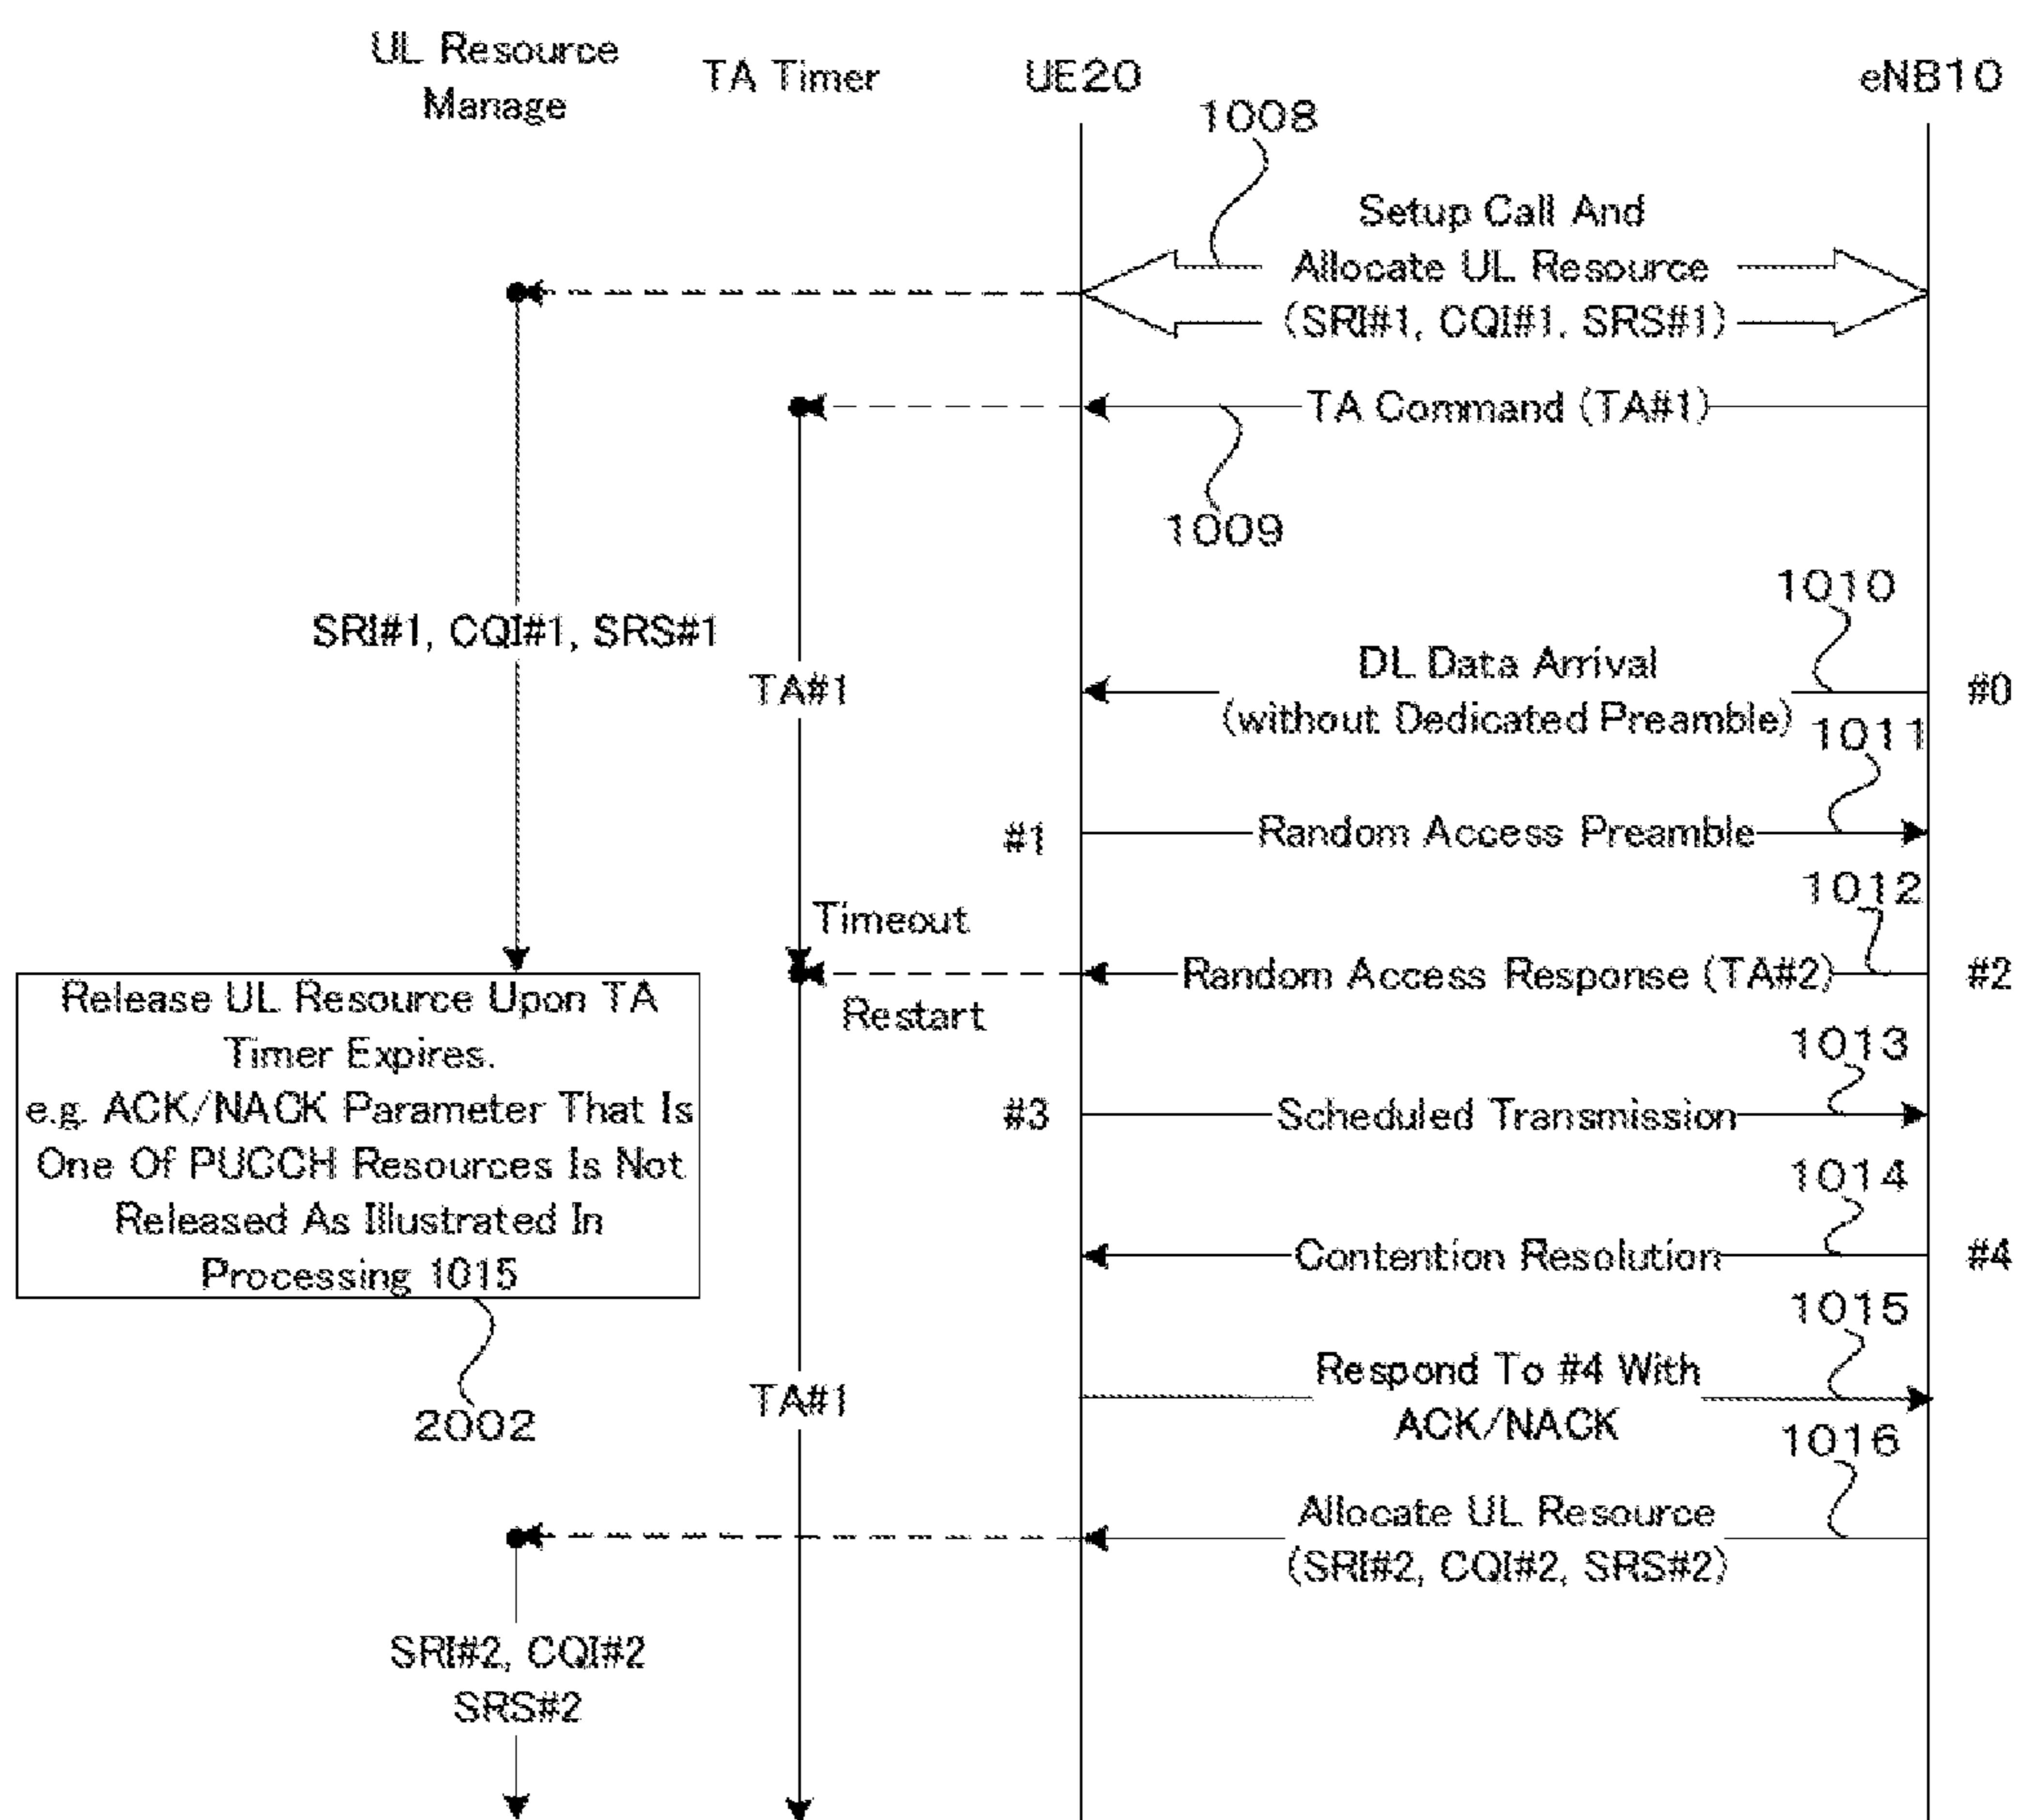 UL Resource
Manage
TA Timer
UE20
eNB10
1008
Setup Call And
Allocate UL Resource
(SRI#1, CQI#1, SRS#1)
TA Command (TA#1)
1009
1010
SRI#1, CQI#1, SRS#1
TA#1
DL Data Arrival
(without Dedicated Preamble)
#0
1011
#1
Random Access Preamble
1012
Timeout
Random Access Response (TA#2)
#2
Restart
Release UL Resource Upon TA
Timer Expires.
e.g. ACK/NACK Parameter That Is
One Of PUCCH Resources Is Not
Released As Illustrated In
Processing 1015
1013
#3
Scheduled Transmission
1014
Contention Resolution
#4
1015
2002
TA#1
Respond To #4 With
ACK/NACK
1016
Allocate UL Resource
(SRI#2, CQI#2, SRS#2)
SRI#2, CQI#2
SRS#2